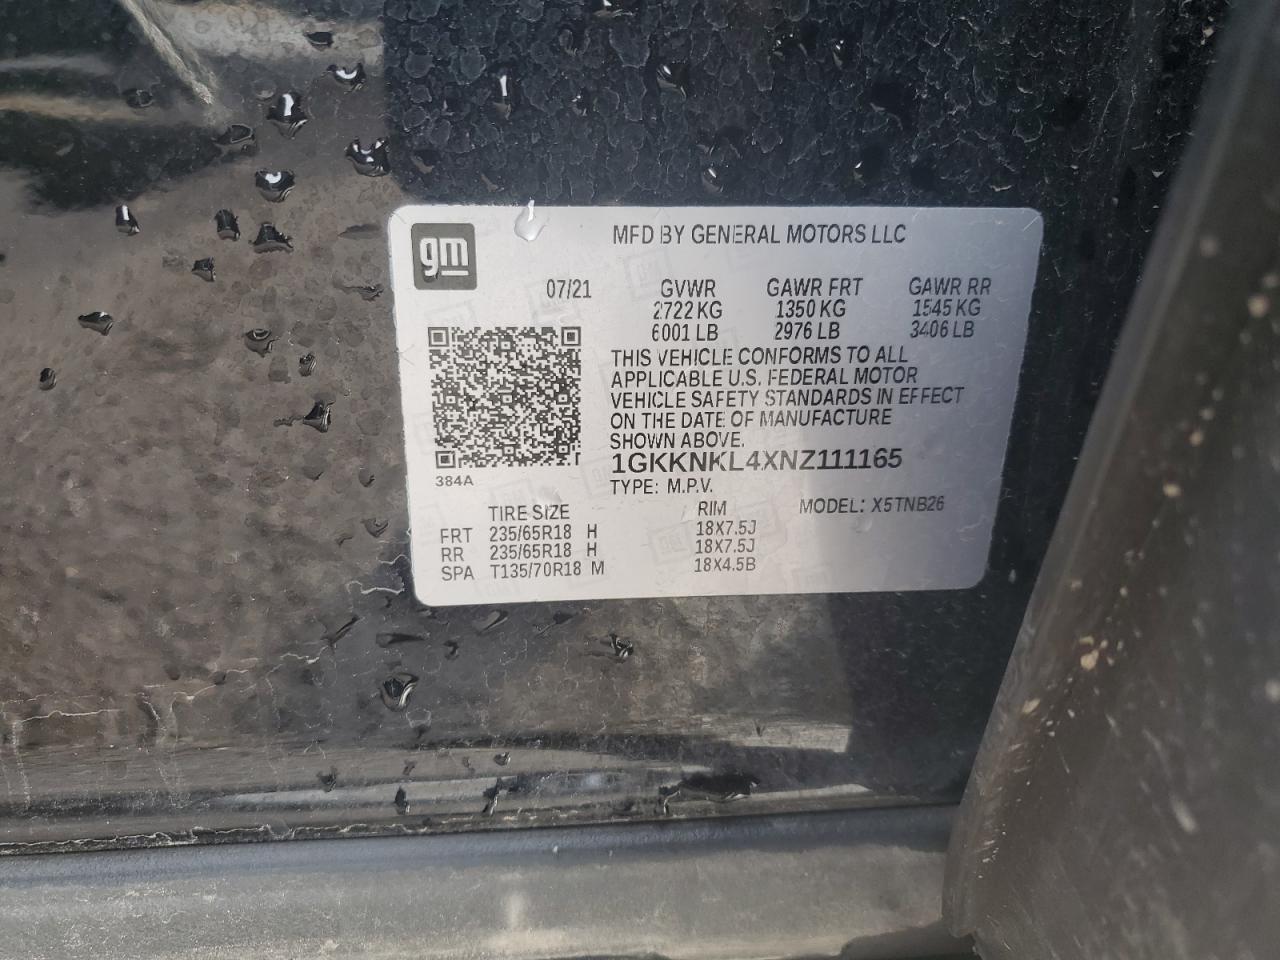 gm
MFD BY GENERAL MOTORS LLC
07/21 GVWR GAWR FRT GAWR RR
2722 KG 1350 KG 1545 KG
6001 LB 2976 LB 3406 LB
THIS VEHICLE CONFORMS TO ALL
APPLICABLE U.S. FEDERAL MOTOR
VEHICLE SAFETY STANDARDS IN EFFECT
ON THE DATE OF MANUFACTURE
SHOWN ABOVE.
1GKKNKL4XNZ111165
384A
TYPE: M.P.V.
TIRE SIZE RIM MODEL: X5TNB26
FRT 235/65R18 H 18X7.5J
RR 235/65R18 H 18X7.5J
SPA T135/70R18 M 18X4.5B